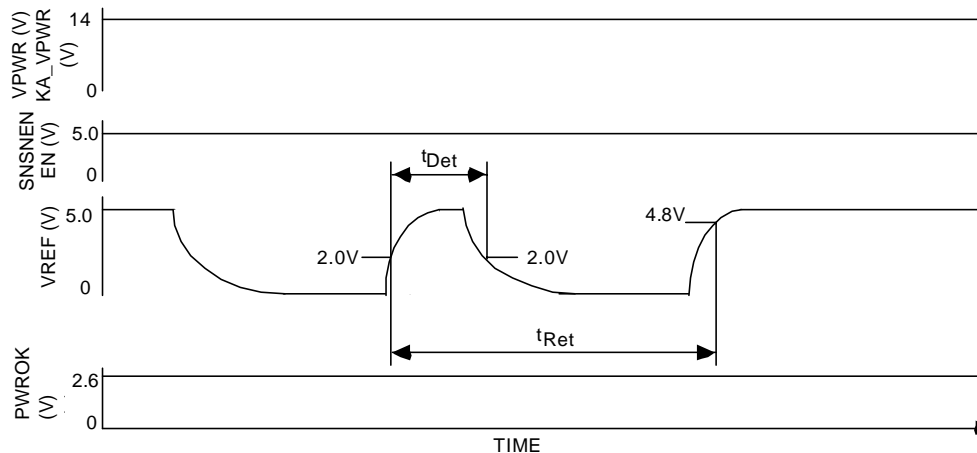 VPWR (V)
KA_VPWR
(V)
14
0
SNSNEN
EN (V)
5.0
0
tDet
VREF (V)
5.0
0
2.0V
2.0V
4.8V
tRet
PWROK
(V)
2.6
0
TIME